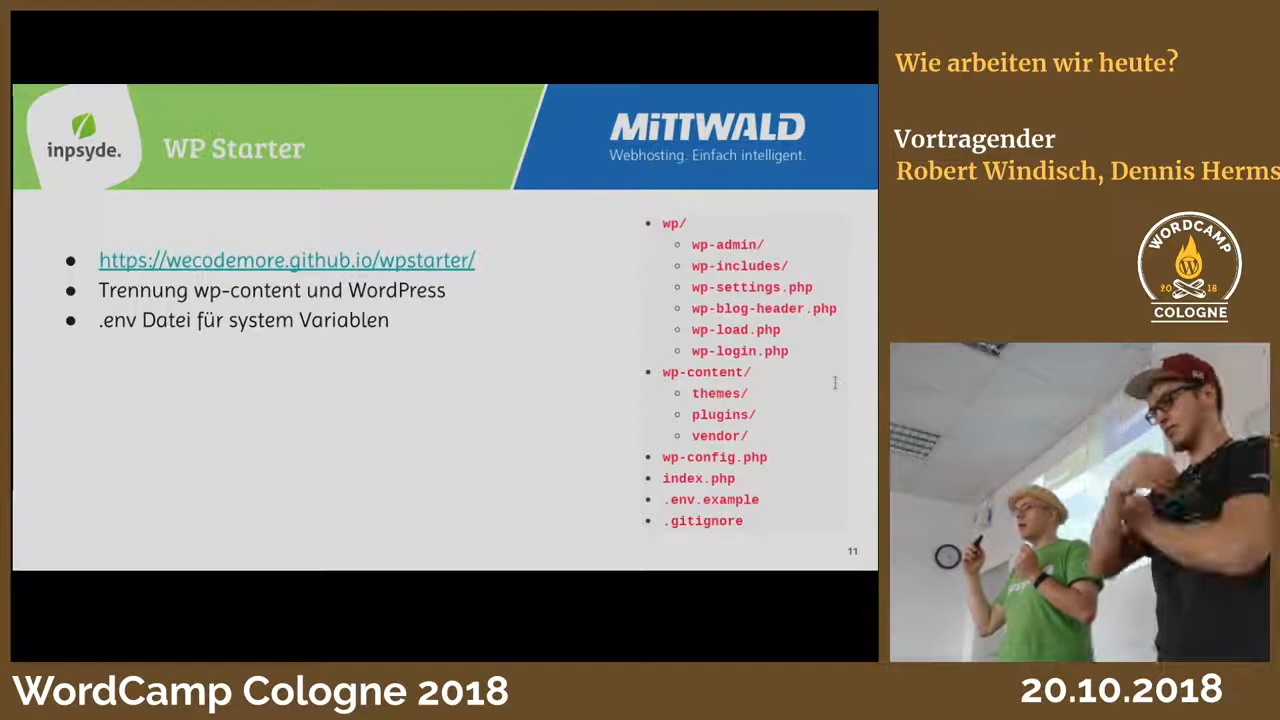 inpsyde.
WP Starter
MITTWALD
Webhosting. Einfach intelligent.
https://wecodemore.github.io/wpstarter/
Trennung wp-content und WordPress
.env Datei für system Variablen
wp/
wp-admin/
wp-includes/
wp-settings.php
wp-blog-header.php
wp-load.php
wp-login.php
wp-content/
themes/
plugins/
vendor/
wp-config.php
index.php
.env.example
.gitignore
11
Wie arbeiten wir heute?
Vortragender
Robert Windisch, Dennis Herms
WORDCAMP
20 18
COLOGNE
WordCamp Cologne 2018
20.10.2018